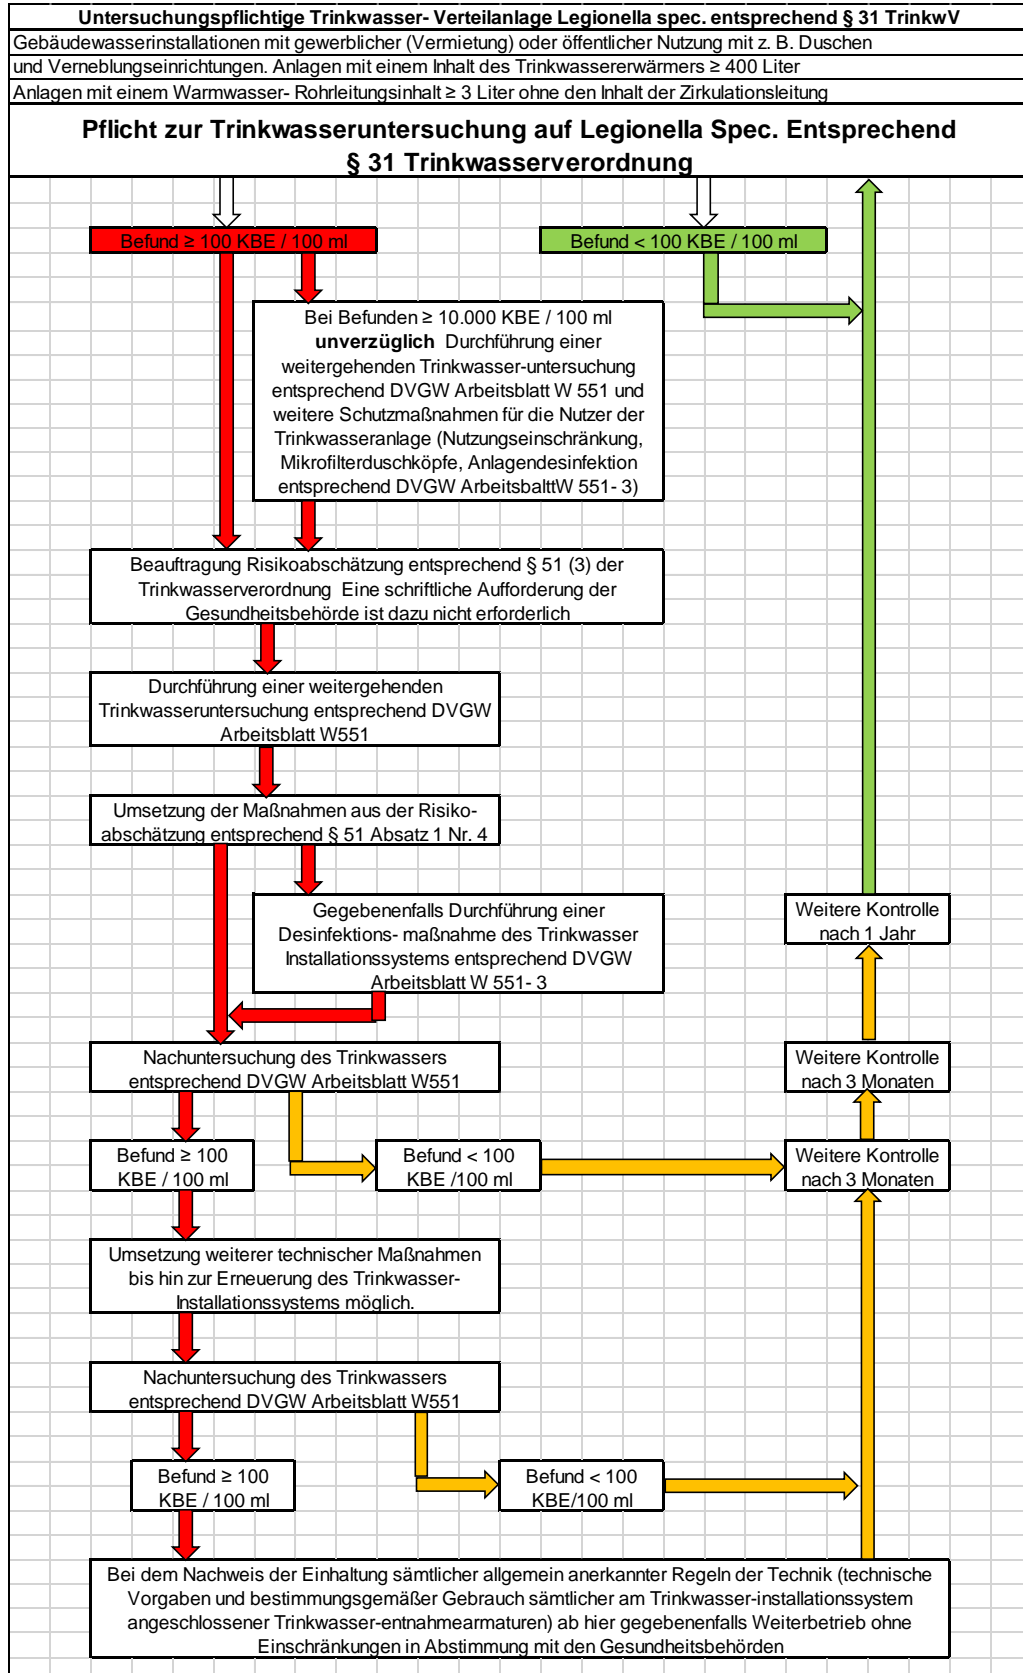 Untersuchungspflichtige Trinkwasser- Verteilanlage Legionella spec. entsprechend § 31 TrinkwV
Gebäudewasserinstallationen mit gewerblicher (Vermietung) oder öffentlicher Nutzung mit z. B. Duschen
und Verneblungseinrichtungen. Anlagen mit einem Inhalt des Trinkwassererwärmers ≥ 400 Liter
Anlagen mit einem Warmwasser- Rohrleitungsinhalt ≥ 3 Liter ohne den Inhalt der Zirkulationsleitung
Pflicht zur Trinkwasseruntersuchung auf Legionella Spec. Entsprechend
§ 31 Trinkwasserverordnung
Befund ≥ 100 KBE / 100 ml
Befund < 100 KBE / 100 ml
Bei Befunden ≥ 10.000 KBE / 100 ml
unverzüglich Durchführung einer
weitergehenden Trinkwasser-untersuchung
entsprechend DVGW Arbeitsblatt W 551 und
weitere Schutzmaßnahmen für die Nutzer der
Trinkwasseranlage (Nutzungseinschränkung,
Mikrofilterduschköpfe, Anlagendesinfektion
entsprechend DVGW ArbeitsbalttW 551- 3)
Beauftragung Risikoabschätzung entsprechend § 51 (3) der
Trinkwasserverordnung Eine schriftliche Aufforderung der
Gesundheitsbehörde ist dazu nicht erforderlich
Durchführung einer weitergehenden
Trinkwasseruntersuchung entsprechend DVGW
Arbeitsblatt W551
Umsetzung der Maßnahmen aus der Risiko-
abschätzung entsprechend § 51 Absatz 1 Nr. 4
Gegebenenfalls Durchführung einer
Desinfektions- maßnahme des Trinkwasser
Installationssystems entsprechend DVGW
Arbeitsblatt W 551- 3
Weitere Kontrolle
nach 1 Jahr
Nachuntersuchung des Trinkwassers
entsprechend DVGW Arbeitsblatt W551
Weitere Kontrolle
nach 3 Monaten
Befund ≥ 100
KBE / 100 ml
Befund < 100
KBE /100 ml
Weitere Kontrolle
nach 3 Monaten
Umsetzung weiterer technischer Maßnahmen
bis hin zur Erneuerung des Trinkwasser-
Installationssystems möglich.
Nachuntersuchung des Trinkwassers
entsprechend DVGW Arbeitsblatt W551
Befund ≥ 100
KBE / 100 ml
Befund < 100
KBE/100 ml
Bei dem Nachweis der Einhaltung sämtlicher allgemein anerkannter Regeln der Technik (technische
Vorgaben und bestimmungsgemäßer Gebrauch sämtlicher am Trinkwasser-installationssystem
angeschlossener Trinkwasser-entnahmearmaturen) ab hier gegebenenfalls Weiterbetrieb ohne
Einschränkungen in Abstimmung mit den Gesundheitsbehörden